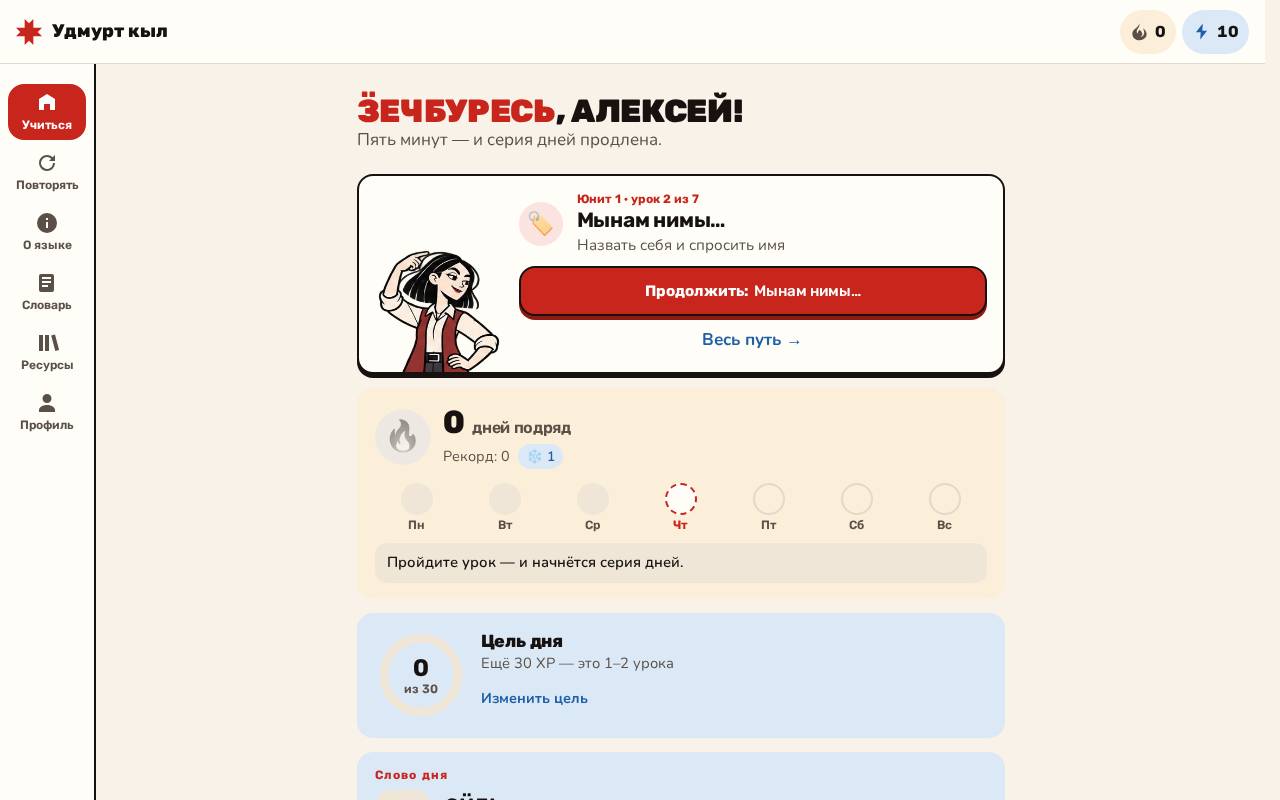 Удмурт кыл
0
10
Учиться
Повторять
О языке
Словарь
Ресурсы
Профиль
ӞЕЧБУРЕСЬ, АЛЕКСЕЙ!
Пять минут — и серия дней продлена.
Юнит 1 · урок 2 из 7
Мынам нимы…
Назвать себя и спросить имя
Продолжить: Мынам нимы…
Весь путь →
0 дней подряд
Рекорд: 0
1
Пн Вт Ср Чт Пт Сб Вс
Пройдите урок — и начнётся серия дней.
0
из 30
Цель дня
Ещё 30 XP — это 1–2 урока
Изменить цель
Слово дня